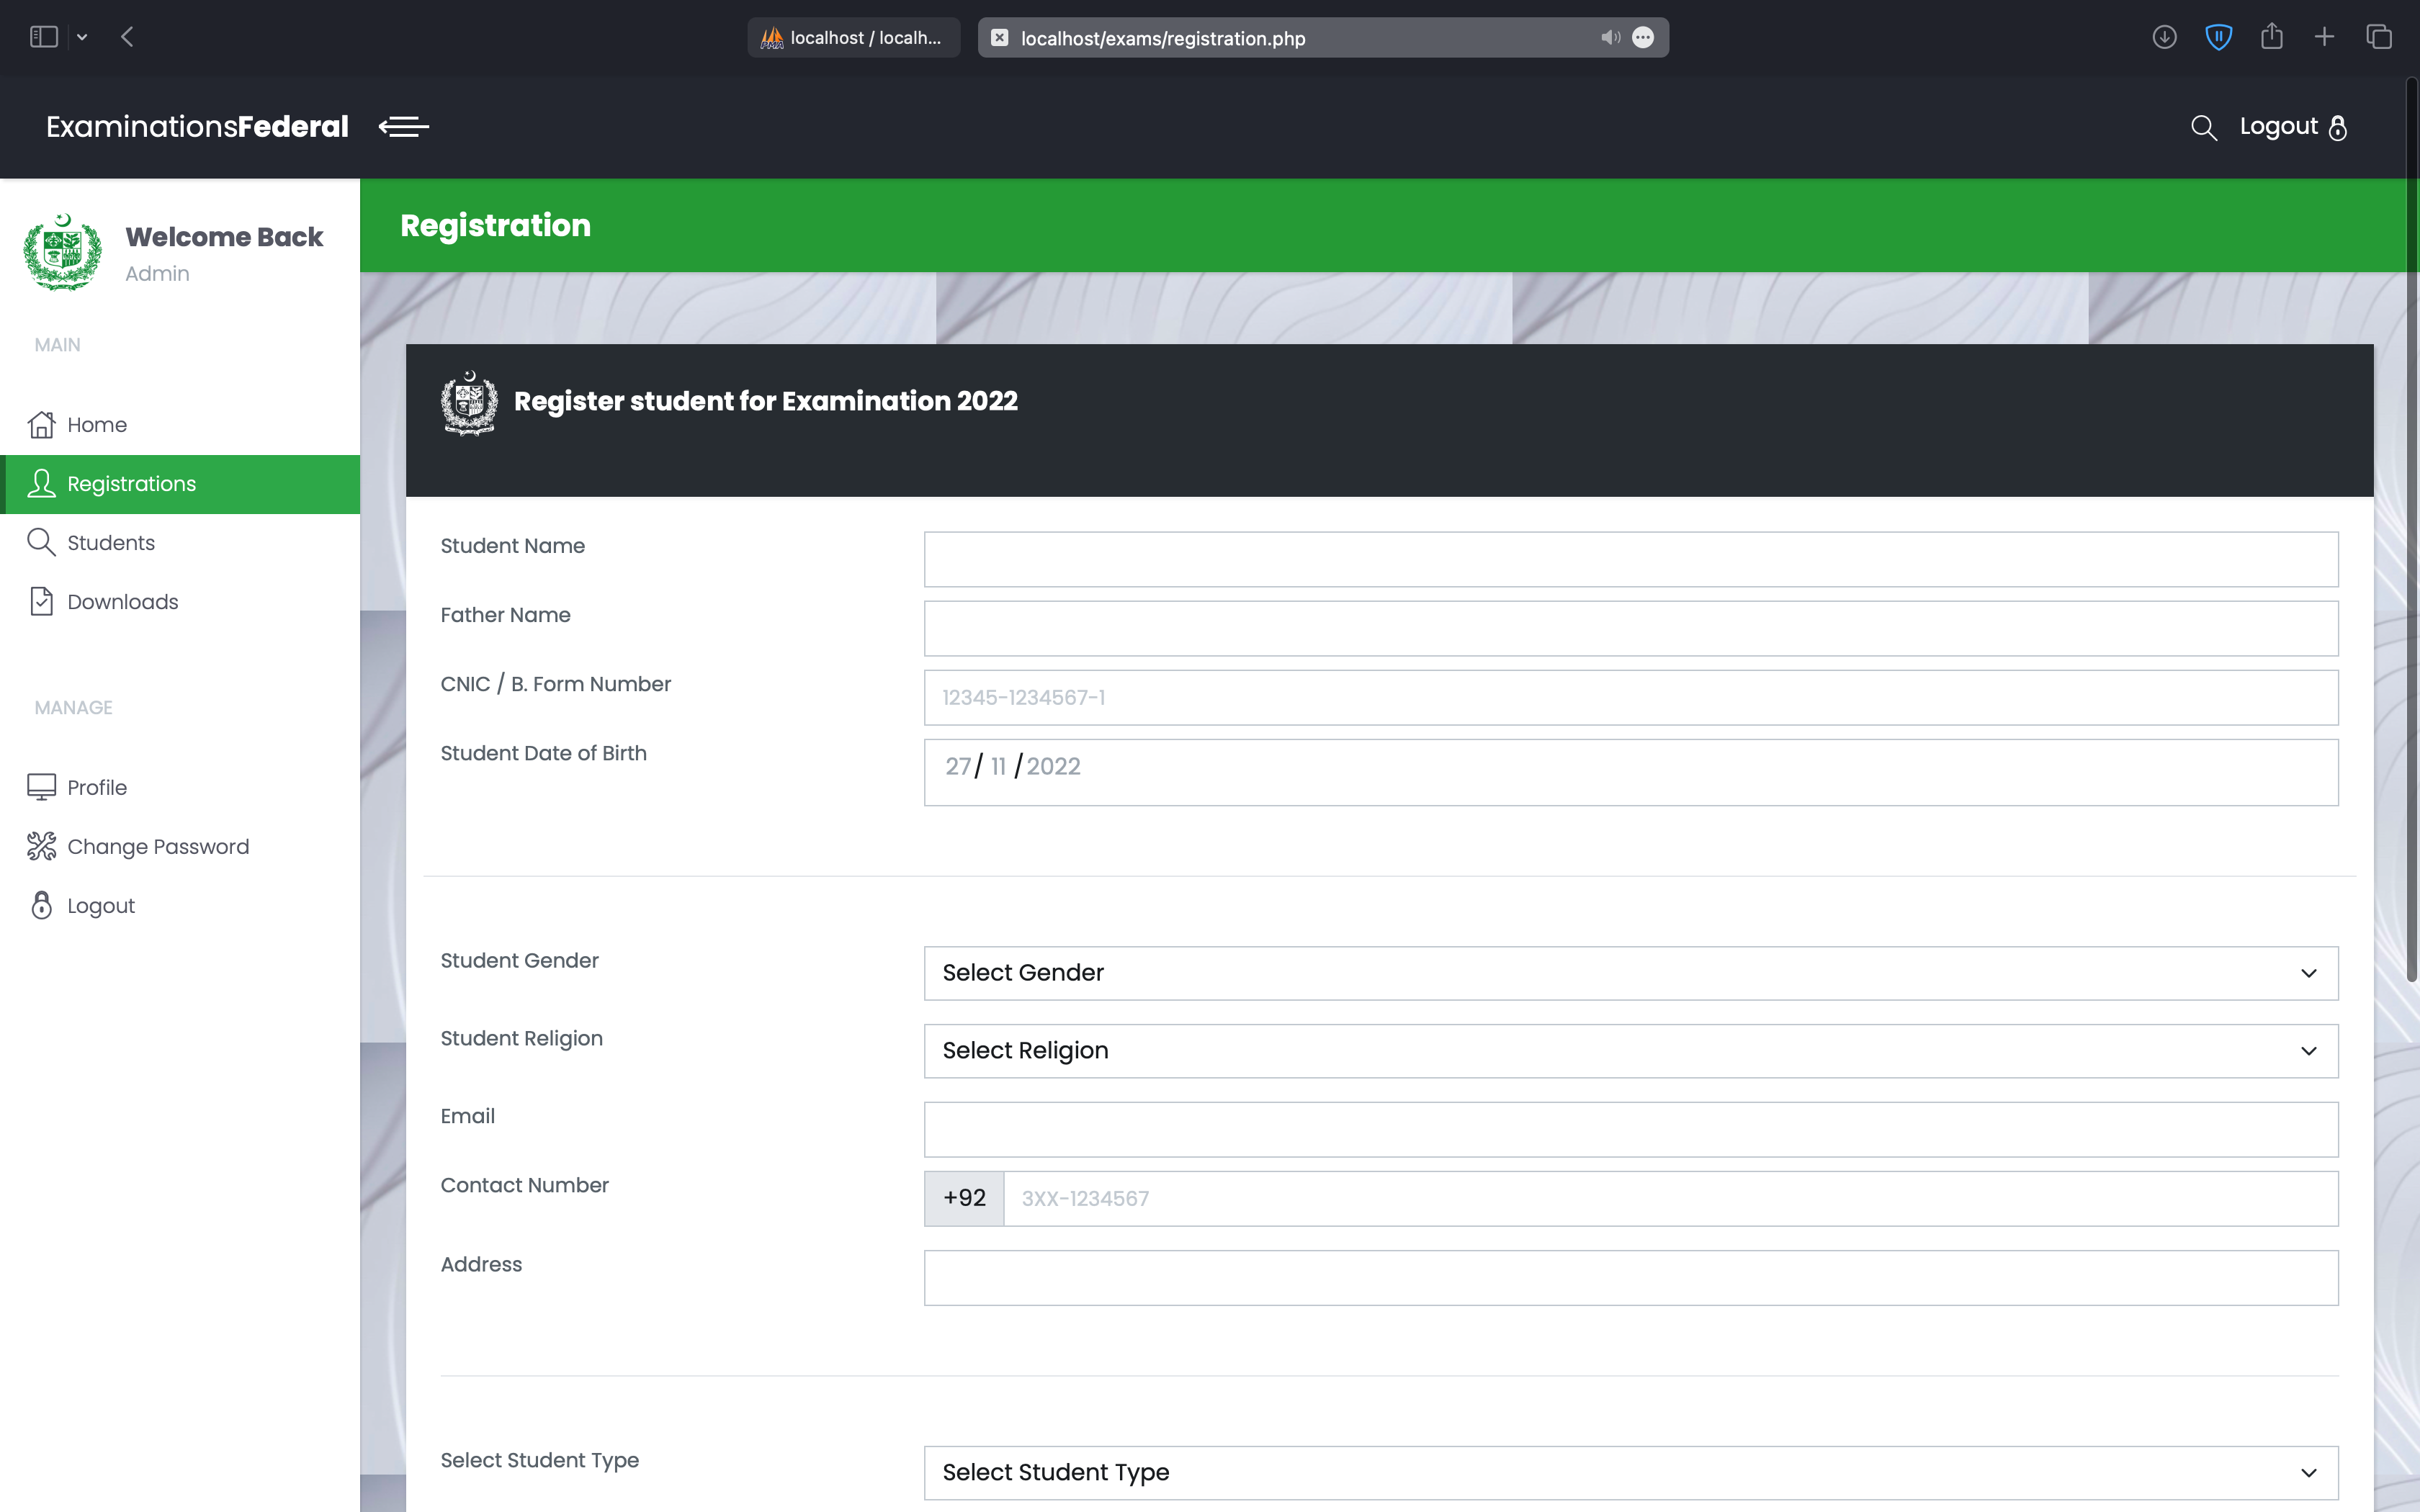 localhost / localh...
localhost/exams/registration.php
ExaminationsFederal
Logout
Welcome Back
Admin
Registration
MAIN
Home
Registrations
Students
Downloads
MANAGE
Profile
Change Password
Logout
Register student for Examination 2022
Student Name
Father Name
CNIC / B. Form Number
12345-1234567-1
Student Date of Birth
27/ 11 /2022
Student Gender
Select Gender
Student Religion
Select Religion
Email
Contact Number
+92
3XX-1234567
Address
Select Student Type
Select Student Type